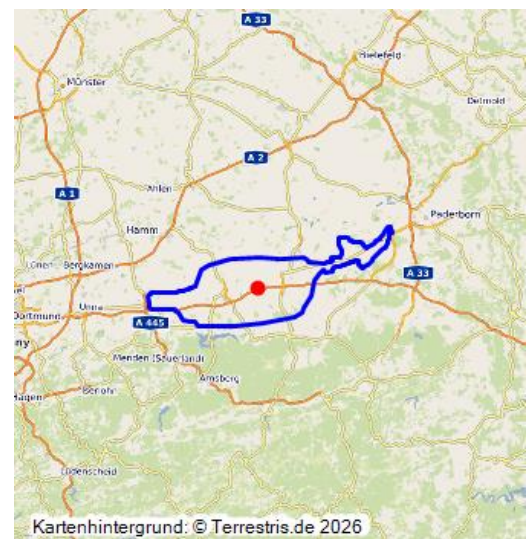 A 33
Bielefeld
Münster
Detmold
A 2
A 1
Ahlen
Hamm
Paderborn
Lünen
Bergkamen
A 33
Unna
Dortmund
A 445
Menden (Sauerland)
Arnsberg
Iserlohn
Hagen
Lüdenscheid
Kartenhintergrund: © Terrestris.de 2026